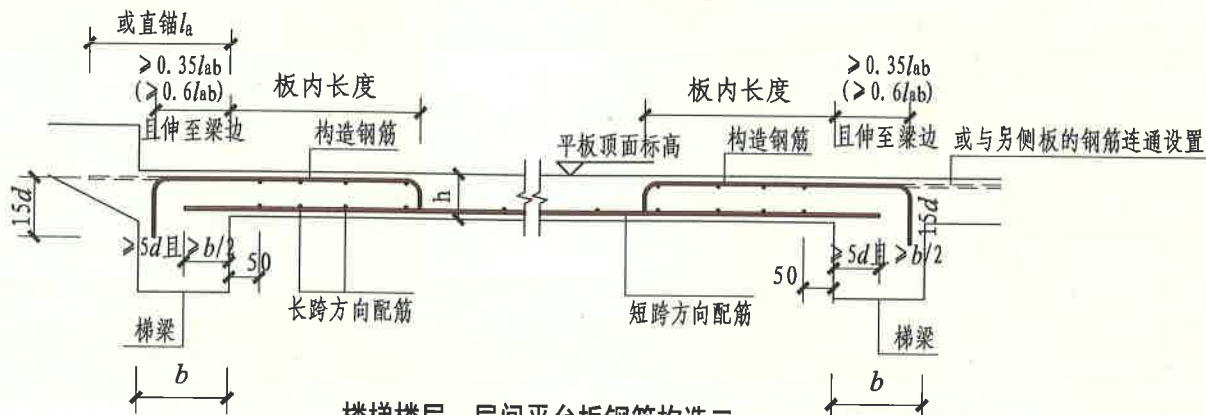 或直锚la
≥0.35lab
(≥0.6lab)
且伸至梁边
板内长度
构造钢筋
平板顶面标高
板内长度
构造钢筋
≥0.35lab
(≥0.6lab)
且伸至梁边
或与另侧板的钢筋连通设置
15d
h
15d
≥5d且≥b/2
50
50
≥5d且≥b/2
长跨方向配筋
短跨方向配筋
梯梁
梯梁
b
b